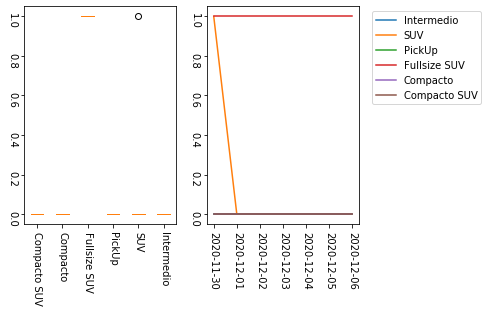 1.0
0.8
0.6
0.4
0.2
0.0
Compacto SUV
Compacto
Fullsize SUV
PickUp
SUV
Intermedio
1.0
0.8
0.6
0.4
0.2
0.0
2020-11-30
2020-12-01
2020-12-02
2020-12-03
2020-12-04
2020-12-05
2020-12-06
Intermedio
SUV
PickUp
Fullsize SUV
Compacto
Compacto SUV